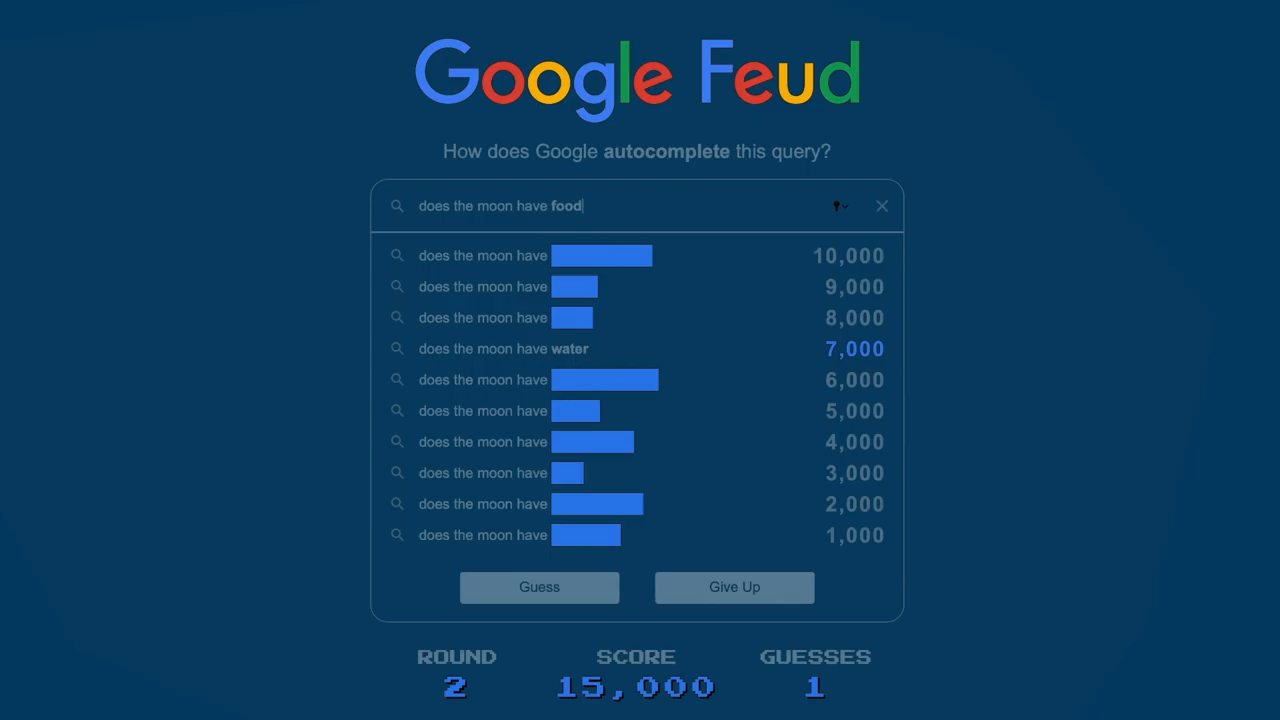 Google Feud
How does Google autocomplete this query?
does the moon have food
does the moon have 10,000
does the moon have 9,000
does the moon have 8,000
does the moon have water 7,000
does the moon have 6,000
does the moon have 5,000
does the moon have 4,000
does the moon have 3,000
does the moon have 2,000
does the moon have 1,000
Guess Give Up
ROUND SCORE GUESSES
2 15,000 1